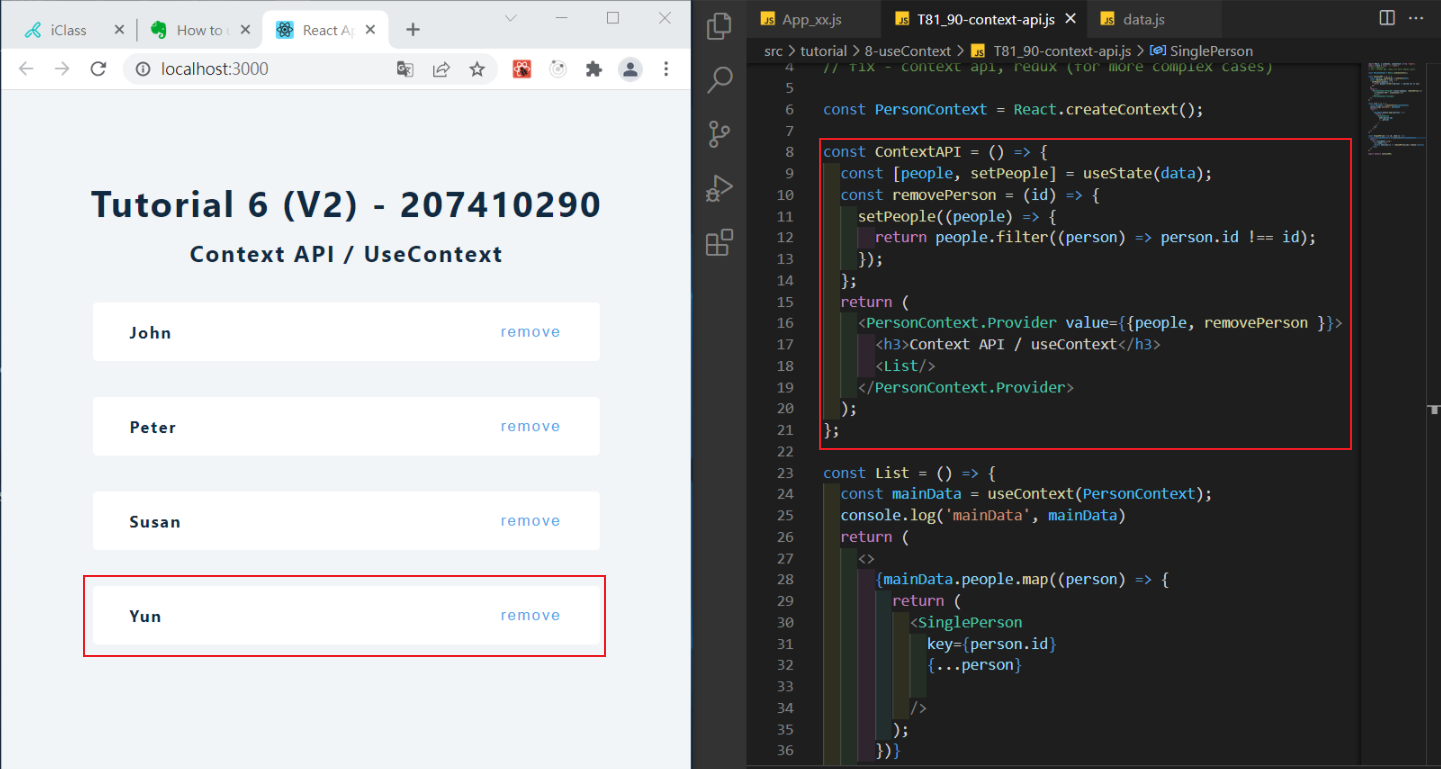 iClass
How to u
React Ap
localhost:3000
Tutorial 6 (V2) - 207410290
Context API / UseContext
John
remove
Peter
remove
Susan
remove
Yun
remove
JS App_xx.js
JS T81_90-context-api.js
JS data.js
src > tutorial > 8-useContext > JS T81_90-context-api.js > SinglePerson
4 // fix - context api, redux (for more complex cases)
5
6 const PersonContext = React.createContext();
7
8 const ContextAPI = () => {
9 const [people, setPeople] = useState(data);
10 const removePerson = (id) => {
11 setPeople((people) => {
12 return people.filter((person) => person.id !== id);
13 });
14 };
15 return (
16 <PersonContext.Provider value={{people, removePerson }}>
17 <h3>Context API / useContext</h3>
18 <List/>
19 </PersonContext.Provider>
20 );
21 };
22
23 const List = () => {
24 const mainData = useContext(PersonContext);
25 console.log('mainData', mainData)
26 return (
27 <>
28 {mainData.people.map((person) => {
29 return (
30 <SinglePerson
31 key={person.id}
32 {...person}
33
34 />
35 );
36 })}